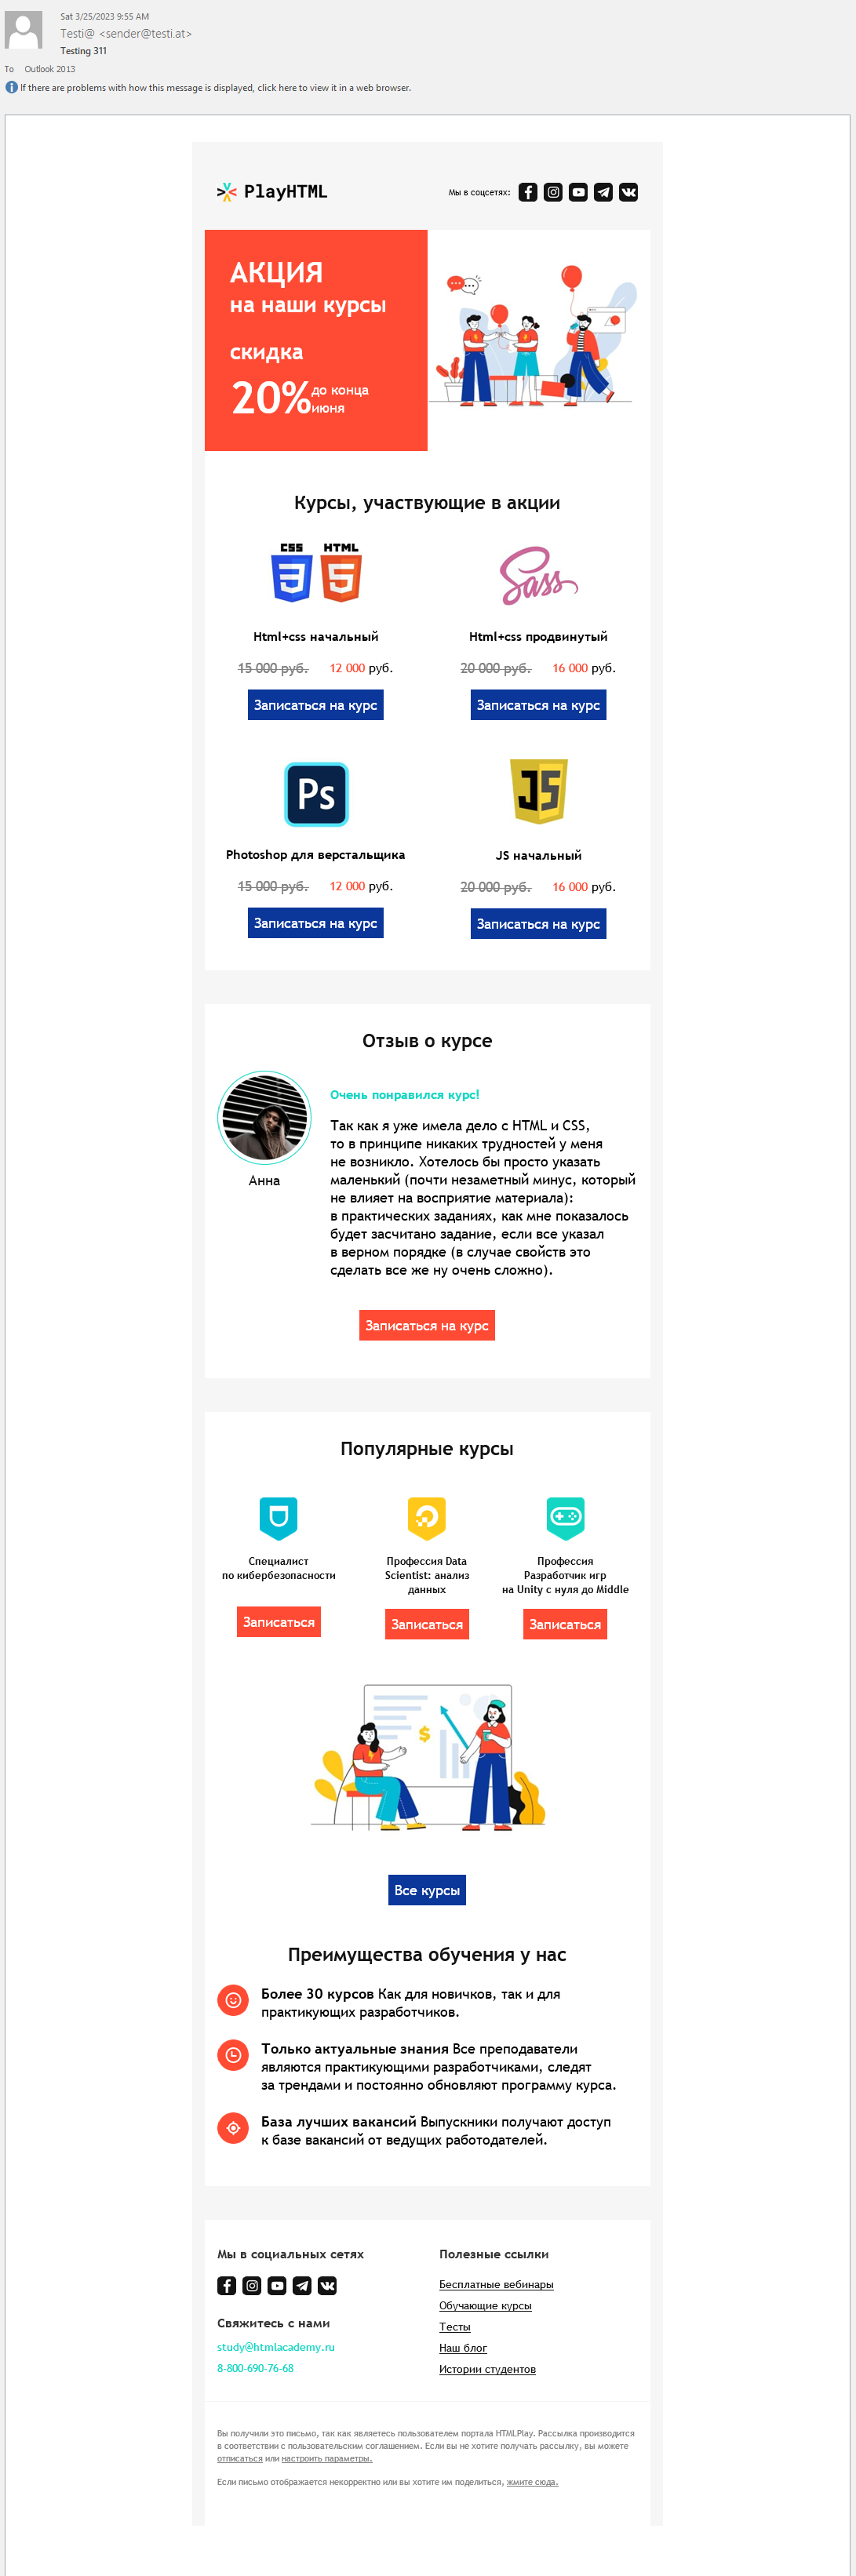 Sat 3/25/2023 9:55 AM
Testi@ <sender@testi.at>
Testing 311
To Outlook 2013
If there are problems with how this message is displayed, click here to view it in a web browser.
PlayHTML
Мы в соцсетях:
АКЦИЯ
на наши курсы
скидка
20% до конца
июня
Курсы, участвующие в акции
CSS HTML
3 5
Sass
Html+css начальный
Html+css продвинутый
15 000 руб. 12 000 руб.
20 000 руб. 16 000 руб.
Записаться на курс
Записаться на курс
Ps
JS
Photoshop для верстальщика
JS начальный
15 000 руб. 12 000 руб.
20 000 руб. 16 000 руб.
Записаться на курс
Записаться на курс
Отзыв о курсе
Анна
Очень понравился курс!
Так как я уже имела дело с HTML и CSS,
то в принципе никаких трудностей у меня
не возникло. Хотелось бы просто указать
маленький (почти незаметный минус, который
не влияет на восприятие материала):
в практических заданиях, как мне показалось
будет засчитано задание, если все указал
в верном порядке (в случае свойств это
сделать все же ну очень сложно).
Записаться на курс
Популярные курсы
Специалист
по кибербезопасности
Профессия Data
Scientist: анализ
данных
Профессия
Разработчик игр
на Unity с нуля до Middle
Записаться
Записаться
Записаться
$
Все курсы
Преимущества обучения у нас
Более 30 курсов Как для новичков, так и для
практикующих разработчиков.
Только актуальные знания Все преподаватели
являются практикующими разработчиками, следят
за трендами и постоянно обновляют программу курса.
База лучших вакансий Выпускники получают доступ
к базе вакансий от ведущих работодателей.
Мы в социальных сетях
Свяжитесь с нами
study@htmlacademy.ru
8-800-690-76-68
Полезные ссылки
Бесплатные вебинары
Обучающие курсы
Тесты
Наш блог
Истории студентов
Вы получили это письмо, так как являетесь пользователем портала HTMLPlay. Рассылка производится
в соответствии с пользовательским соглашением. Если вы не хотите получать рассылку, вы можете
отписаться или настроить параметры.
Если письмо отображается некорректно или вы хотите им поделиться, жмите сюда.